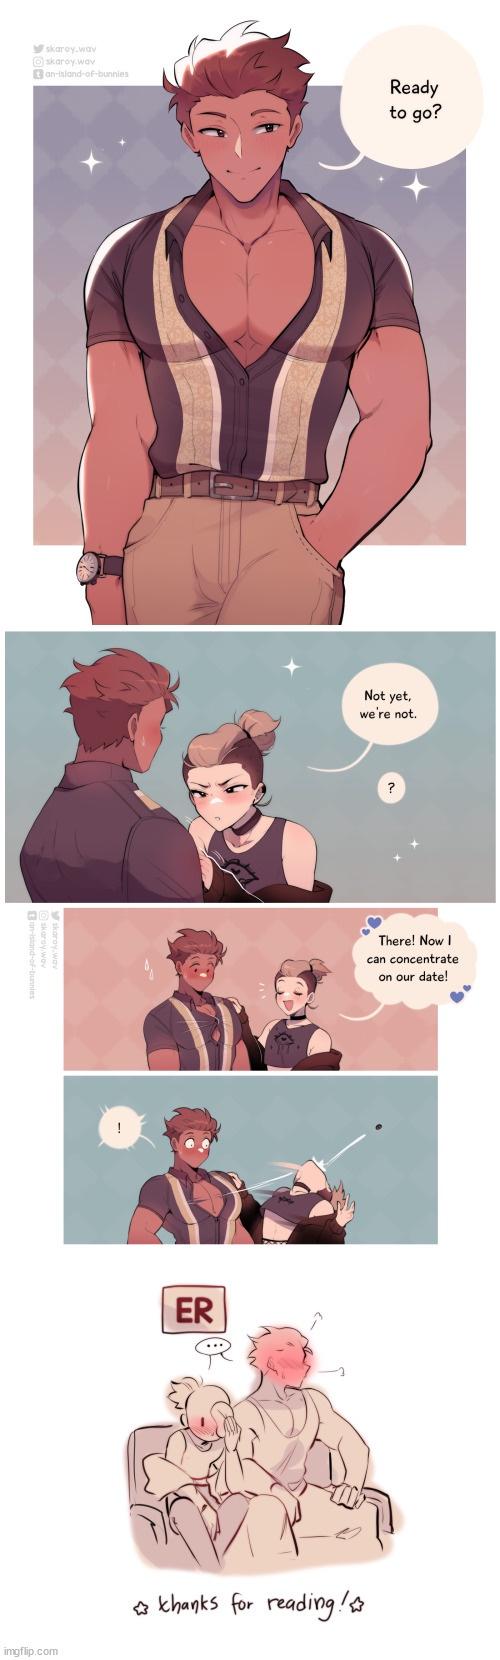 skaroy.wav
skaroy.wav
an-island-of-bunnies
Ready
to go?
Not yet,
we're not.
?
skaroy.wav
skaroy.wav
an-island-of-bunnies
There! Now I
can concentrate
on our date!
!
ER
...
thanks for reading!
imgflip.com